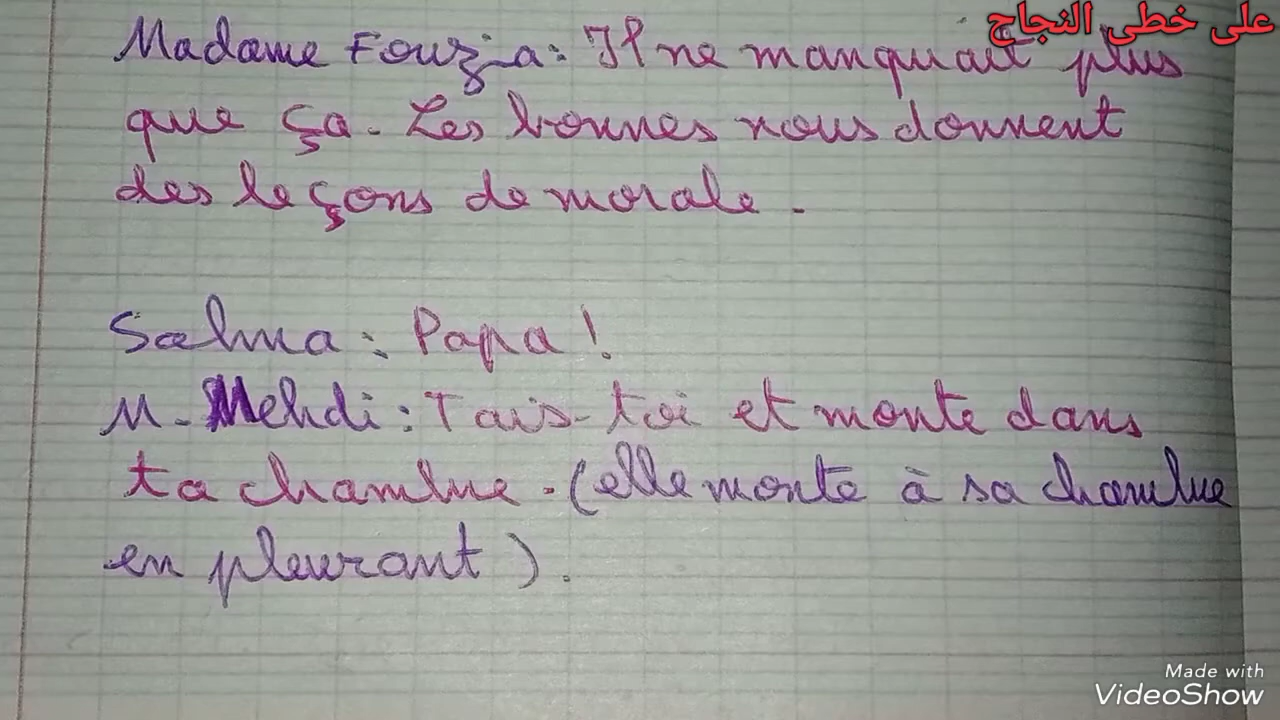 على خطى النجاح
Madame Fouzia: Il ne manquait plus
que ça. Les bonnes nous donnent
des leçons de morale.
Salma: Papa!
M. Mehdi: Tais-toi et monte dans
ta chambre. (elle monte à sa chambre
en pleurant).
Made with
VideoShow